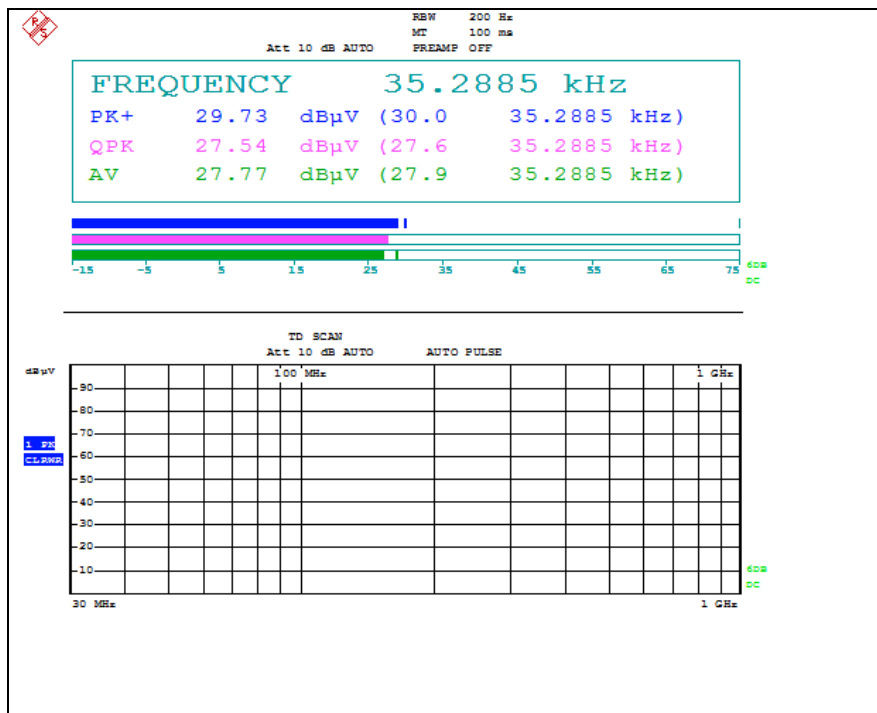 R S
RBW 200 Hz
MT 100 ms
Att 10 dB AUTO PREAMP OFF
FREQUENCY 35.2885 kHz
PK+ 29.73 dBµV (30.0 35.2885 kHz)
QPK 27.54 dBµV (27.6 35.2885 kHz)
AV 27.77 dBµV (27.9 35.2885 kHz)
-15 -5 5 15 25 35 45 55 65 75
6DB
DC
TD SCAN
Att 10 dB AUTO AUTO PULSE
dBµV
100 MHz 1 GHz
90
80
70
1 PK
CLRWR
60
50
40
30
20
10
6DB
DC
30 MHz 1 GHz